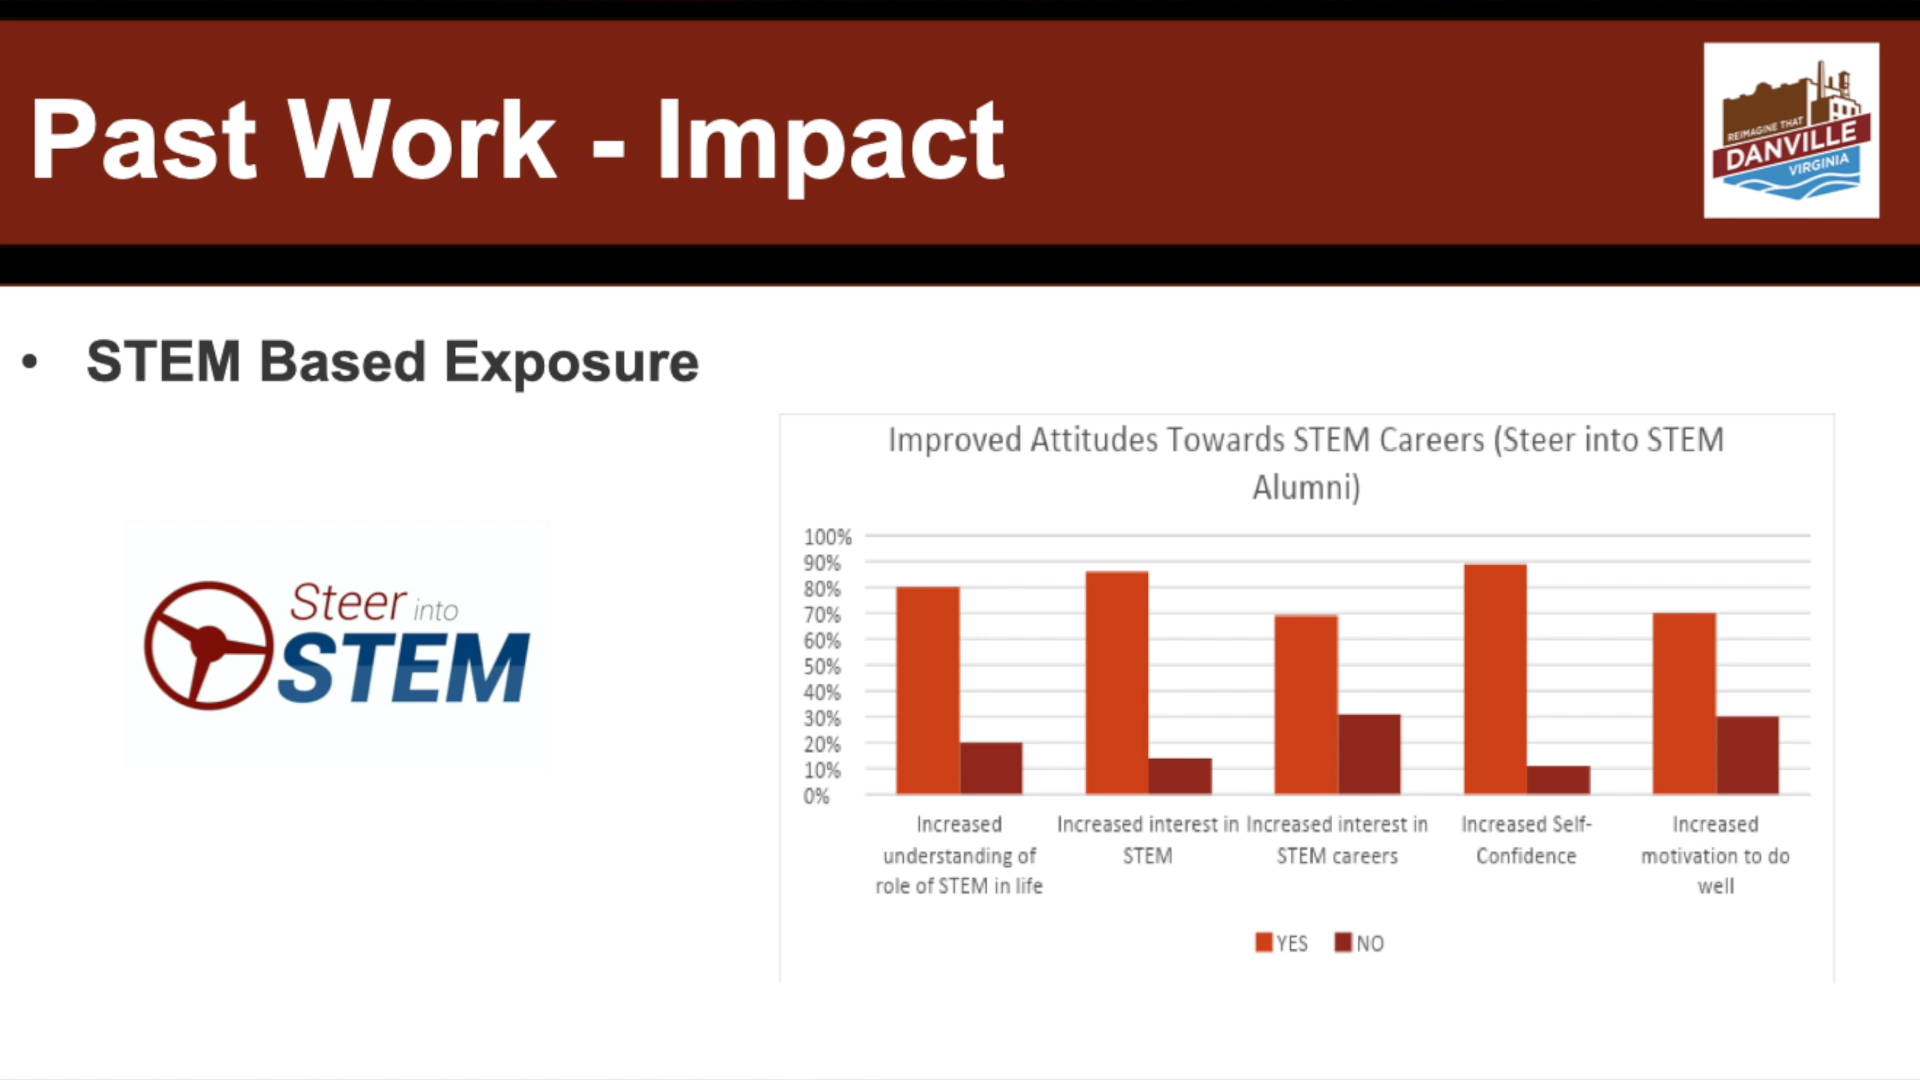 Past Work - Impact
REIMAGINE THAT
DANVILLE
VIRGINIA
• STEM Based Exposure
Steer into
STEM
Improved Attitudes Towards STEM Careers (Steer into STEM
Alumni)
100%
90%
80%
70%
60%
50%
40%
30%
20%
10%
0%
Increased
understanding of
role of STEM in life
Increased interest in
STEM
Increased interest in
STEM careers
Increased Self-
Confidence
Increased
motivation to do
well
YES NO